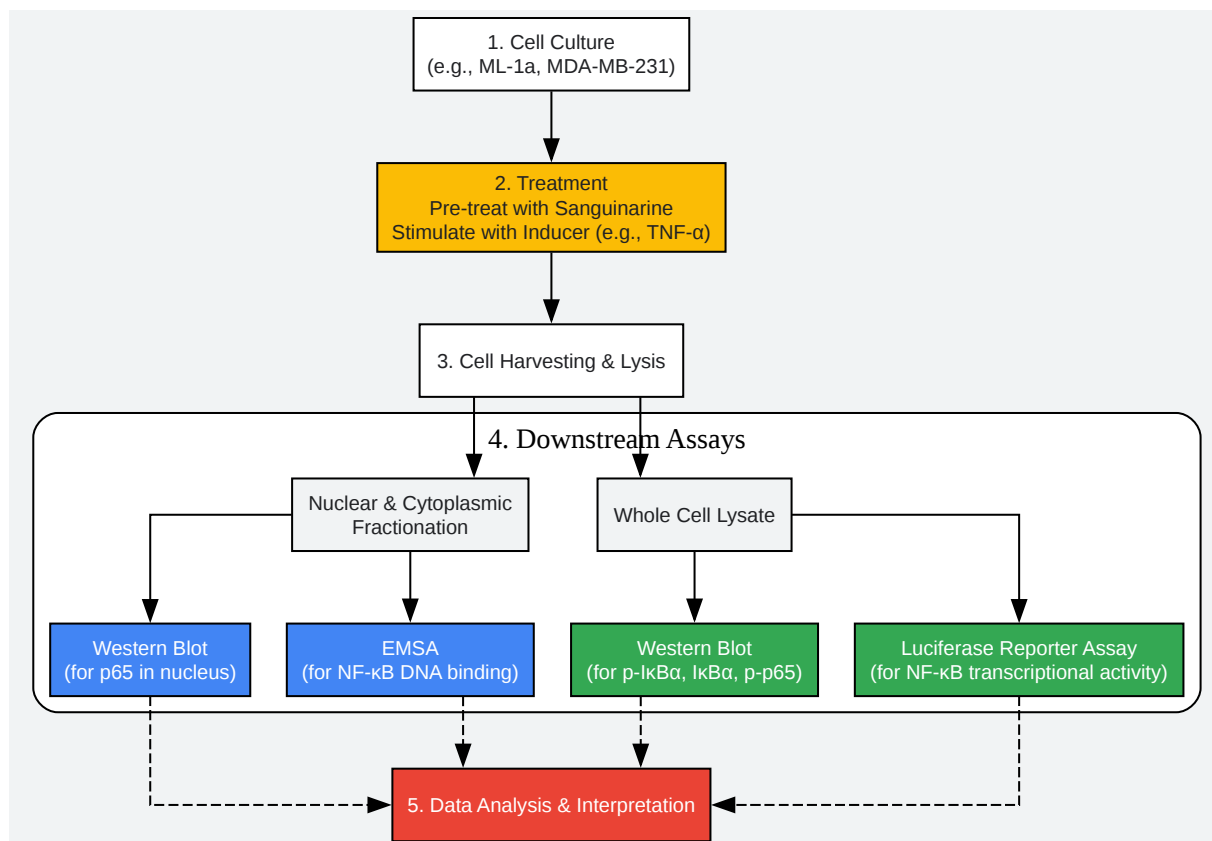 1. Cell Culture
(e.g., ML-1a, MDA-MB-231)
2. Treatment
Pre-treat with Sanguinarine
Stimulate with Inducer (e.g., TNF-α)
3. Cell Harvesting & Lysis
4. Downstream Assays
Nuclear & Cytoplasmic
Fractionation
Whole Cell Lysate
Western Blot
(for p65 in nucleus)
EMSA
(for NF-κB DNA binding)
Western Blot
(for p-IκBα, IκBα, p-p65)
Luciferase Reporter Assay
(for NF-κB transcriptional activity)
5. Data Analysis & Interpretation